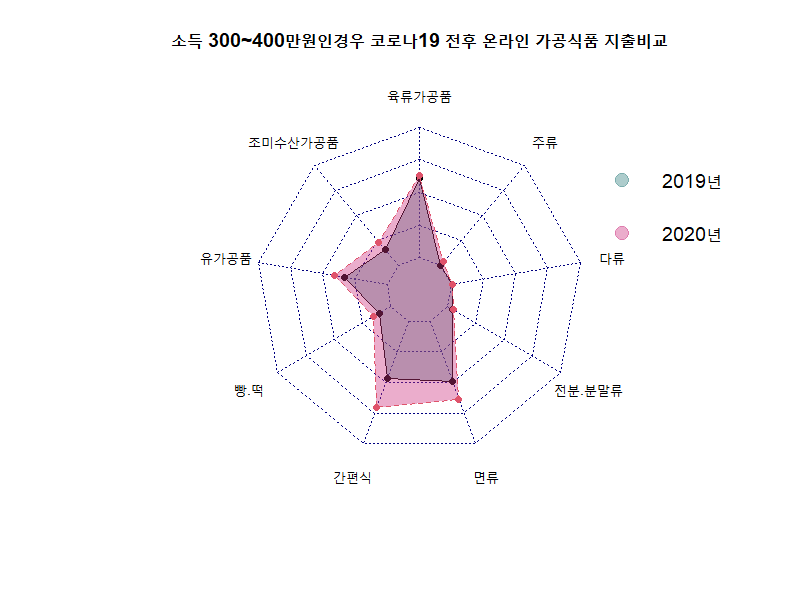 소득 300~400만원인경우 코로나19 전후 온라인 가공식품 지출비교
육류가공품
조미수산가공품
주류
2019년
2020년
유가공품
다류
빵.떡
전분.분말류
간편식
면류